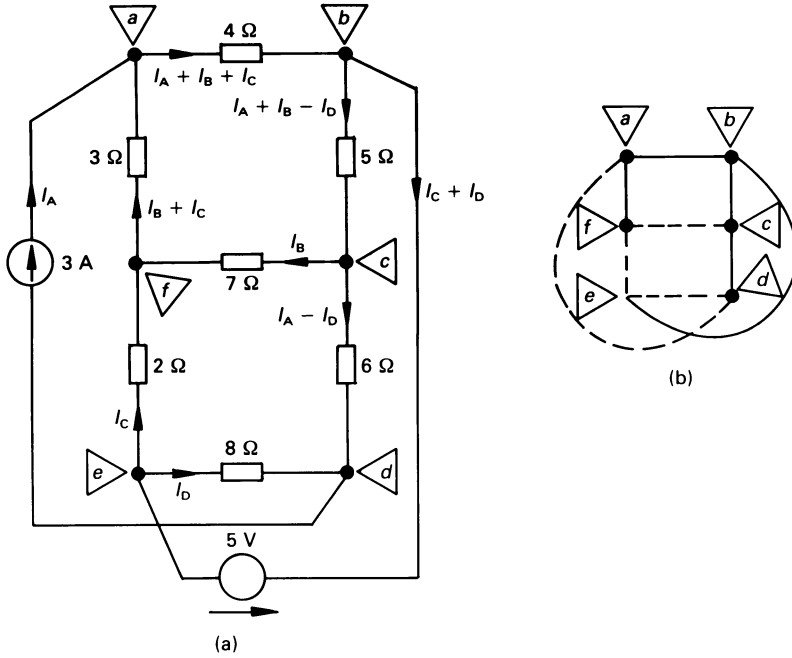 a
b
4 Ω
I_A + I_B + I_C
I_A + I_B − I_D
3 Ω
5 Ω
I_A
I_B + I_C
I_C + I_D
3 A
I_B
7 Ω
c
f
I_A − I_D
2 Ω
6 Ω
I_C
8 Ω
e
d
I_D
5 V
(a)
a
b
f
c
e
d
(b)